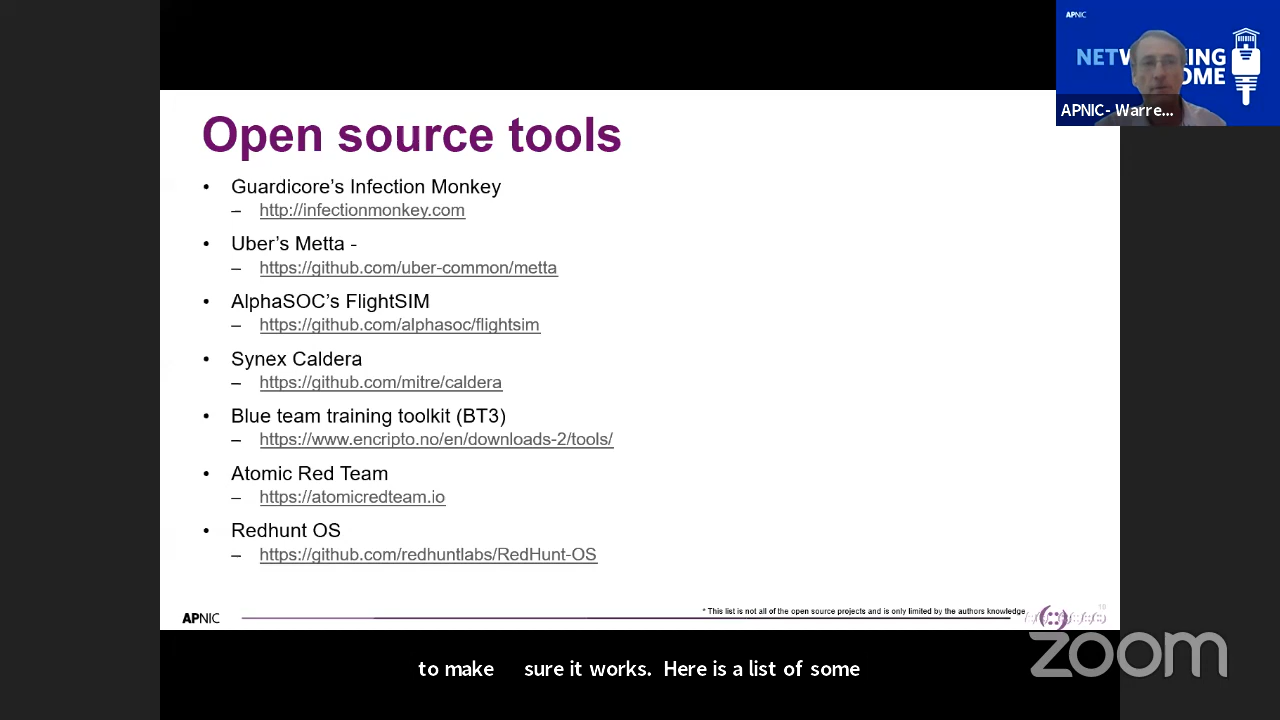 APNIC
NETW
ING
OME
APNIC- Warre...
Open source tools
• Guardicore's Infection Monkey
– http://infectionmonkey.com
• Uber's Metta -
– https://github.com/uber-common/metta
• AlphaSOC's FlightSIM
– https://github.com/alphasoc/flightsim
• Synex Caldera
– https://github.com/mitre/caldera
• Blue team training toolkit (BT3)
– https://www.encripto.no/en/downloads-2/tools/
• Atomic Red Team
– https://atomicredteam.io
• Redhunt OS
– https://github.com/redhuntlabs/RedHunt-OS
* This list is not all of the open source projects and is only limited by the authors knowledge
APNIC
zoom
to make sure it works. Here is a list of some